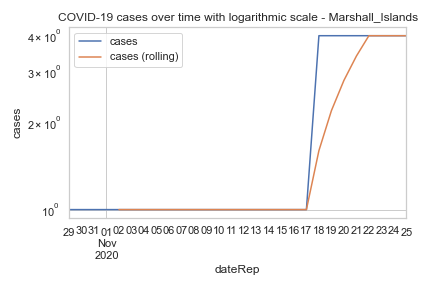 COVID-19 cases over time with logarithmic scale - Marshall_Islands
cases
cases (rolling)
4 × 10⁰
3 × 10⁰
2 × 10⁰
10⁰
cases
29 30 31 01 02 03 04 05 06 07 08 09 10 11 12 13 14 15 16 17 18 19 20 21 22 23 24 25
Nov
2020
dateRep